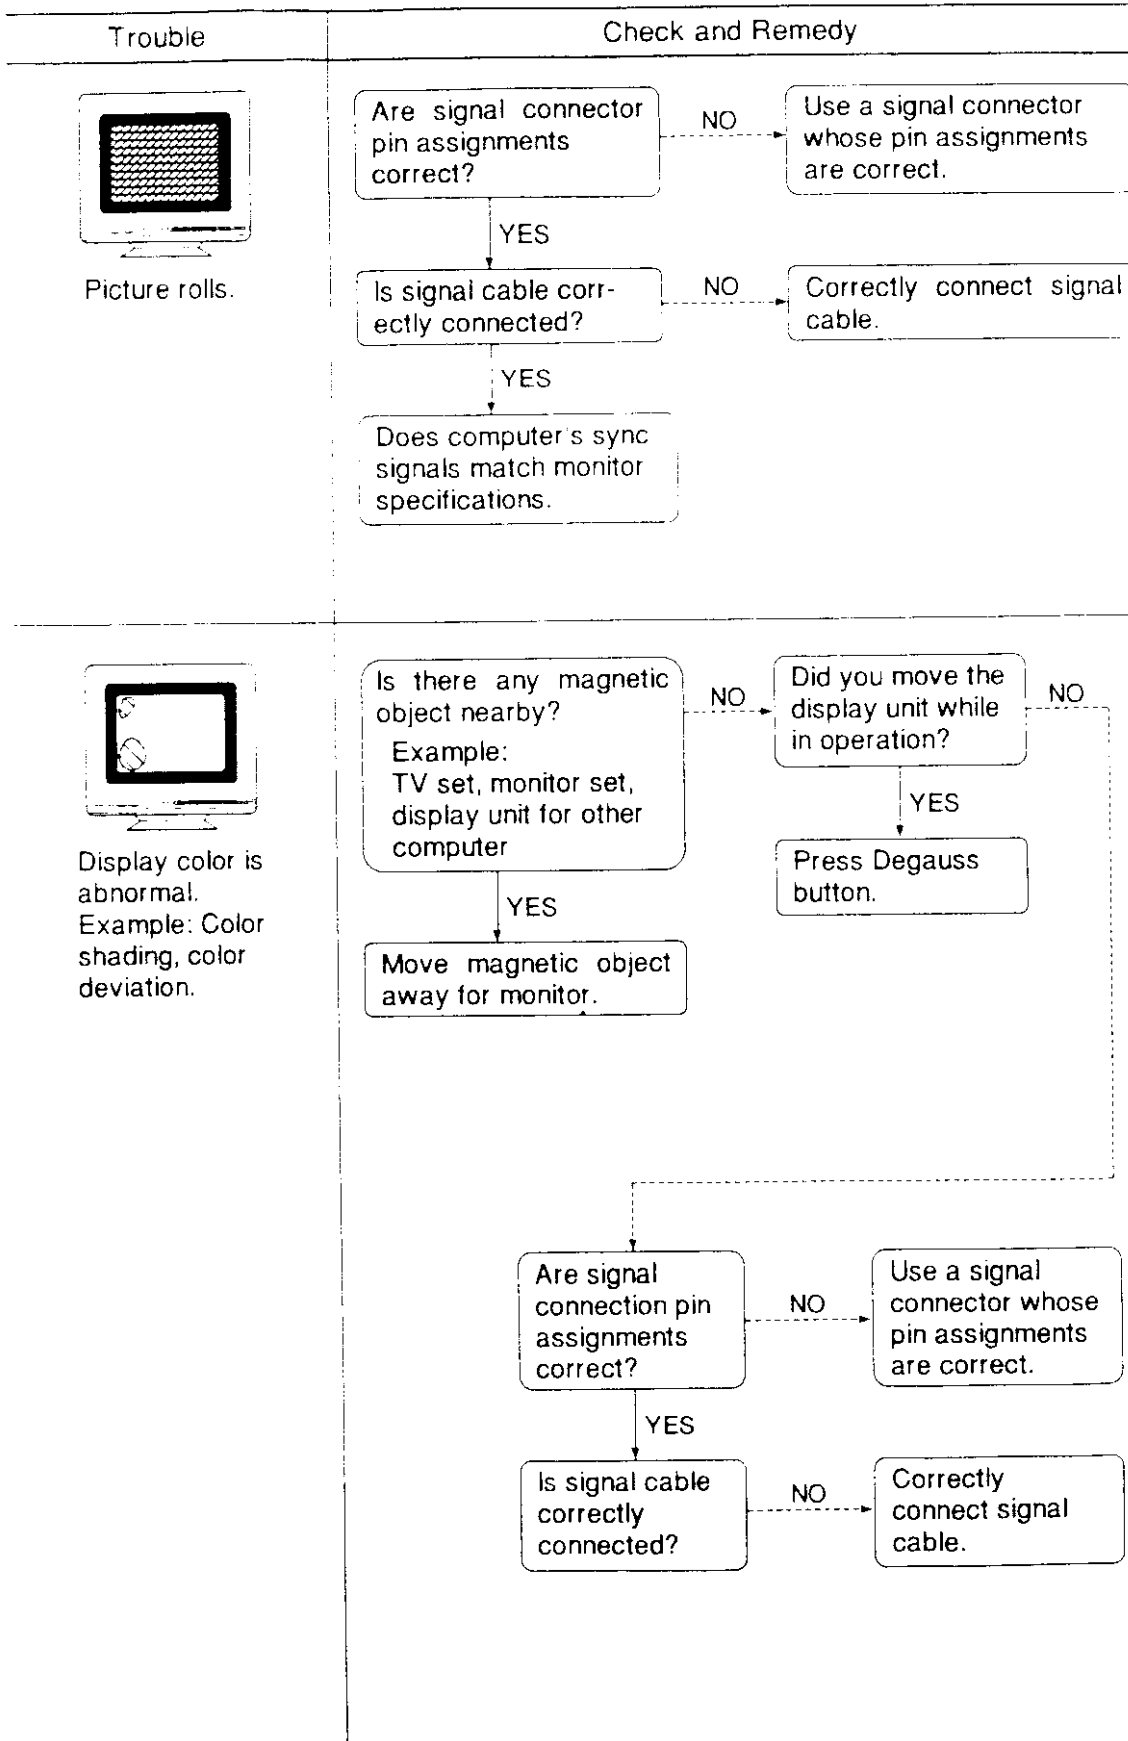 Trouble
Check and Remedy
Picture rolls.
Are signal connector
pin assignments
correct?
NO
Use a signal connector
whose pin assignments
are correct.
YES
Is signal cable corr-
ectly connected?
NO
Correctly connect signal
cable.
YES
Does computer's sync
signals match monitor
specifications.
Display color is
abnormal.
Example: Color
shading, color
deviation.
Is there any magnetic
object nearby?
Example:
TV set, monitor set,
display unit for other
computer
NO
Did you move the
display unit while
in operation?
NO
YES
Press Degauss
button.
YES
Move magnetic object
away for monitor.
Are signal
connection pin
assignments
correct?
NO
Use a signal
connector whose
pin assignments
are correct.
YES
Is signal cable
correctly
connected?
NO
Correctly
connect signal
cable.